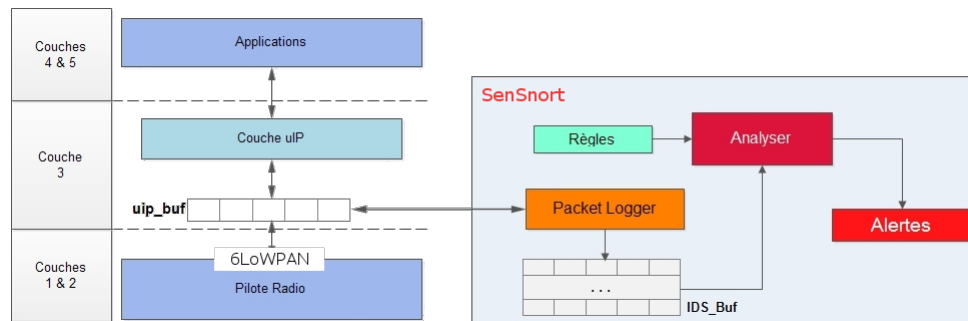 Couches
4 & 5
Applications
SenSnort
Couche
3
Couche uIP
Règles
Analyser
uip_buf
Packet Logger
Alertes
Couches
1 & 2
6LoWPAN
Pilote Radio
...
IDS_Buf